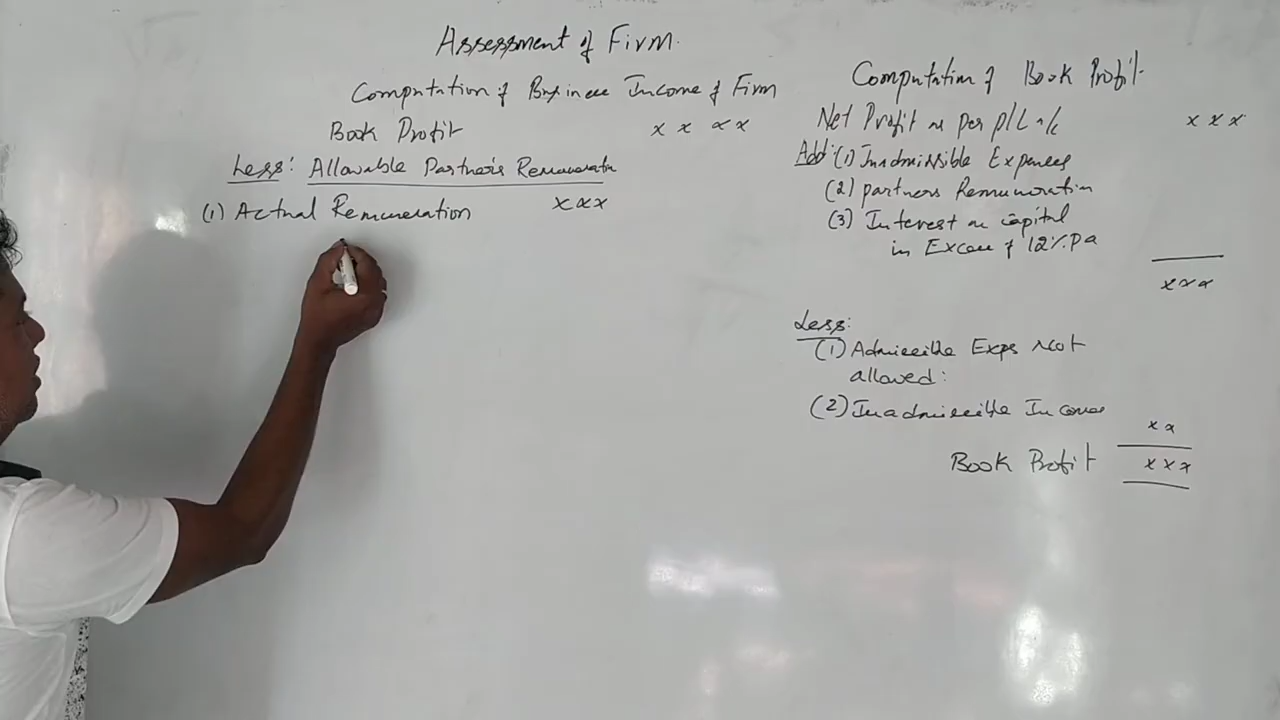 Assessment of Firm.
Computation of Business Income of Firm
Book Profit x x x x
Less: Allowable Partner's Remuneration
(1) Actual Remuneration x x x
Computation of Book Profit
Net Profit as per P/L a/c x x x
Add: (1) Inadmissible Expenses
(2) Partners Remuneration
(3) Interest on capital
in Excess of 12%. Pa
x x x
Less:
(1) Admissible Exps Not
allowed:
(2) Inadmissible Incomes
x x
Book Profit x x x